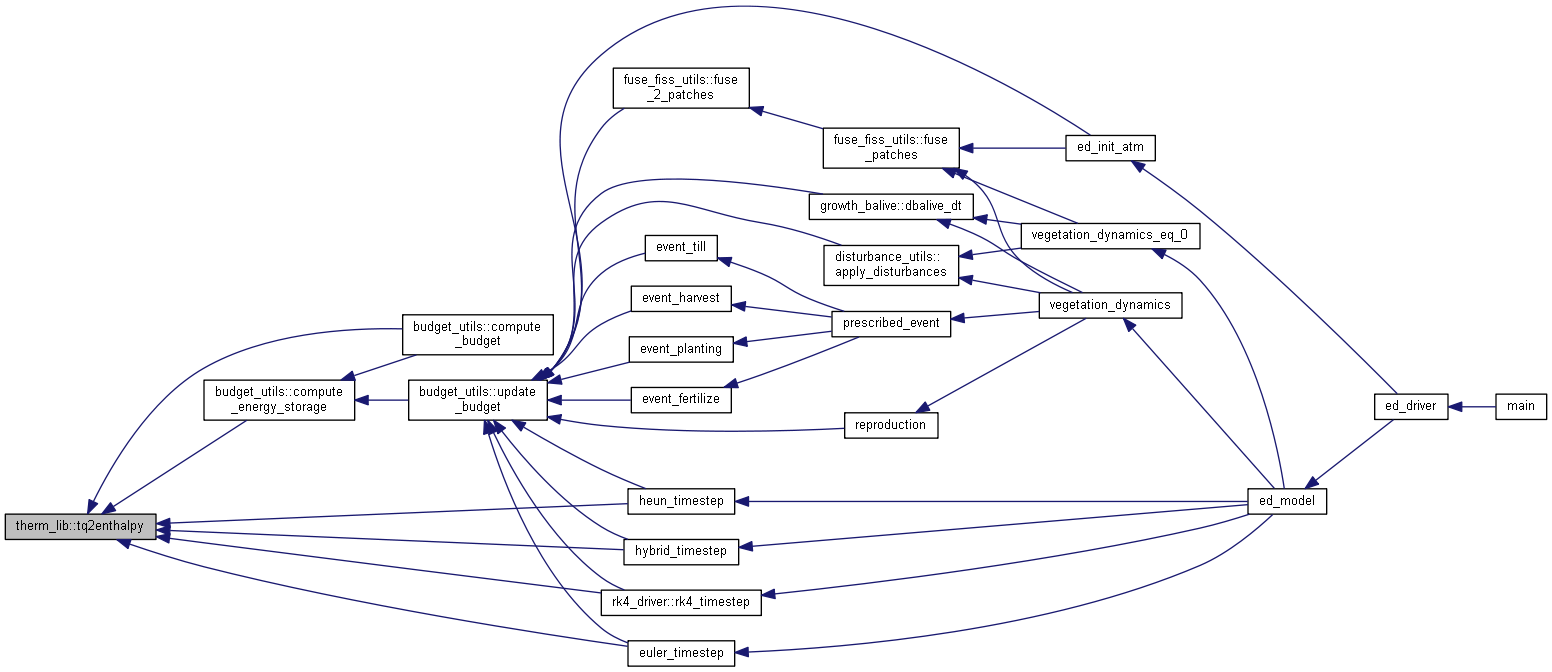 fuse_fiss_utils::fuse
_2_patches
fuse_fiss_utils::fuse
_patches
ed_init_atm
growth_balive::dbalive_dt
vegetation_dynamics_eq_0
event_till
disturbance_utils::
apply_disturbances
event_harvest
vegetation_dynamics
prescribed_event
budget_utils::compute
_budget
event_planting
budget_utils::compute
_energy_storage
budget_utils::update
_budget
event_fertilize
ed_driver
main
reproduction
heun_timestep
ed_model
therm_lib::tq2enthalpy
hybrid_timestep
rk4_driver::rk4_timestep
euler_timestep